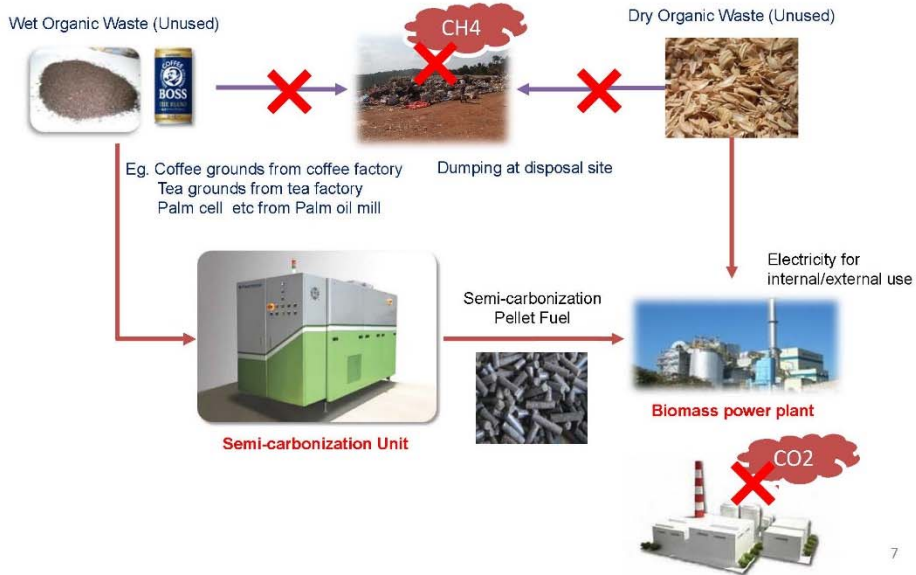 Wet Organic Waste (Unused)
CH4
Dry Organic Waste (Unused)
COFFEE
BOSS
Eg. Coffee grounds from coffee factory
Tea grounds from tea factory
Palm cell etc from Palm oil mill
Dumping at disposal site
Electricity for
internal/external use
Semi-carbonization
Pellet Fuel
Semi-carbonization Unit
Biomass power plant
CO2
7